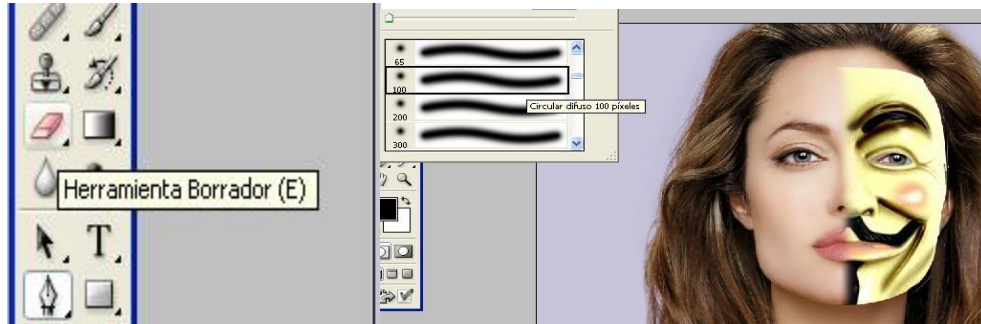 Herramienta Borrador (E)
65
100
Circular difuso 100 píxeles
200
300
T